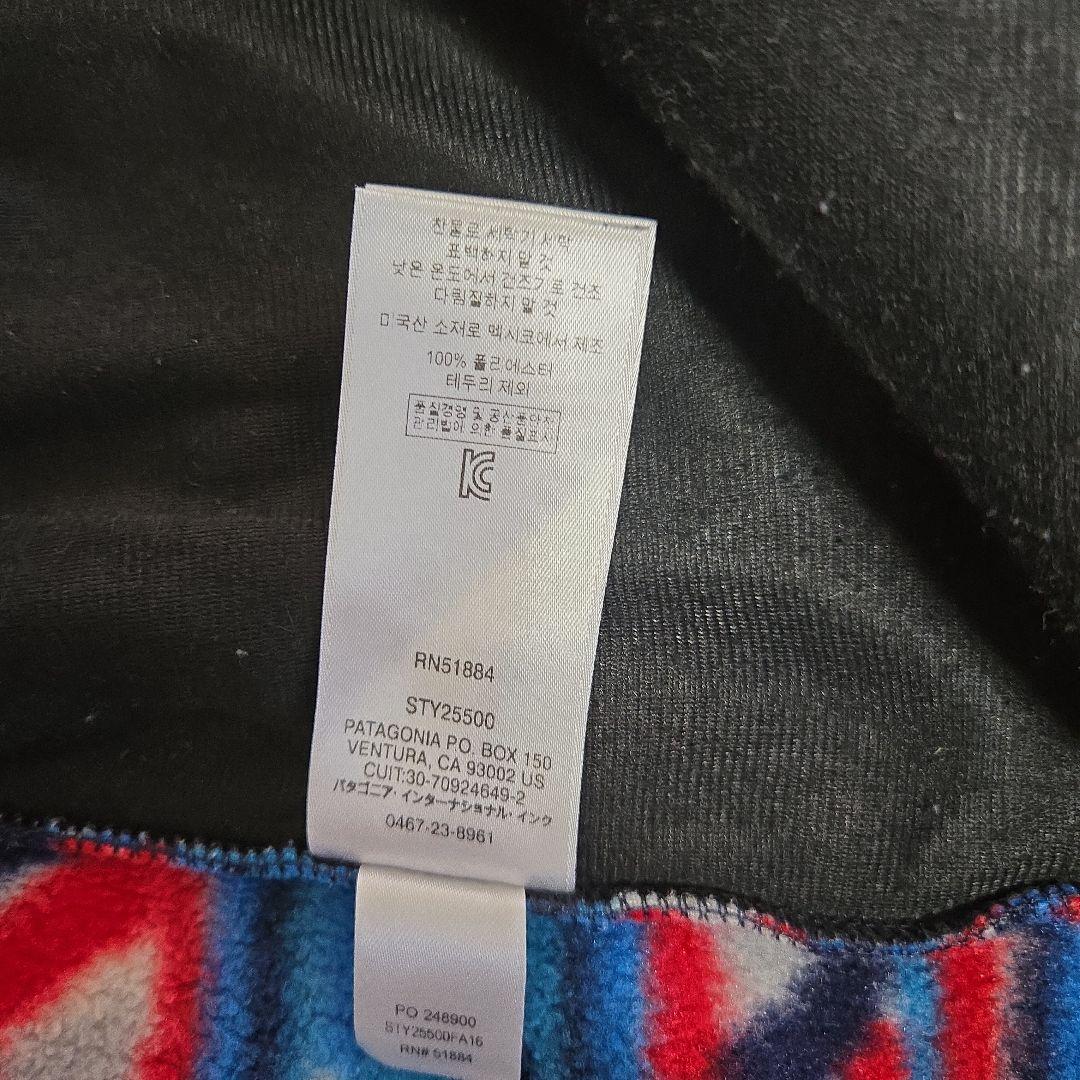 찬물로 세탁기 세탁
표백하지 말 것
낮은 온도에서 건조기로 건조
다림질하지 말 것
미국산 소재로 멕시코에서 제조
100% 폴리에스터
테두리 제외
품질경영 및 공산품안전
관리법에 의한 품질표시
KC
RN51884
STY25500
PATAGONIA PO. BOX 150
VENTURA, CA 93002 US
CUIT:30-70924649-2
パタゴニア・インターナショナル・インク
0467-23-8961
PO 248900
STY25500FA16
RN# 51884